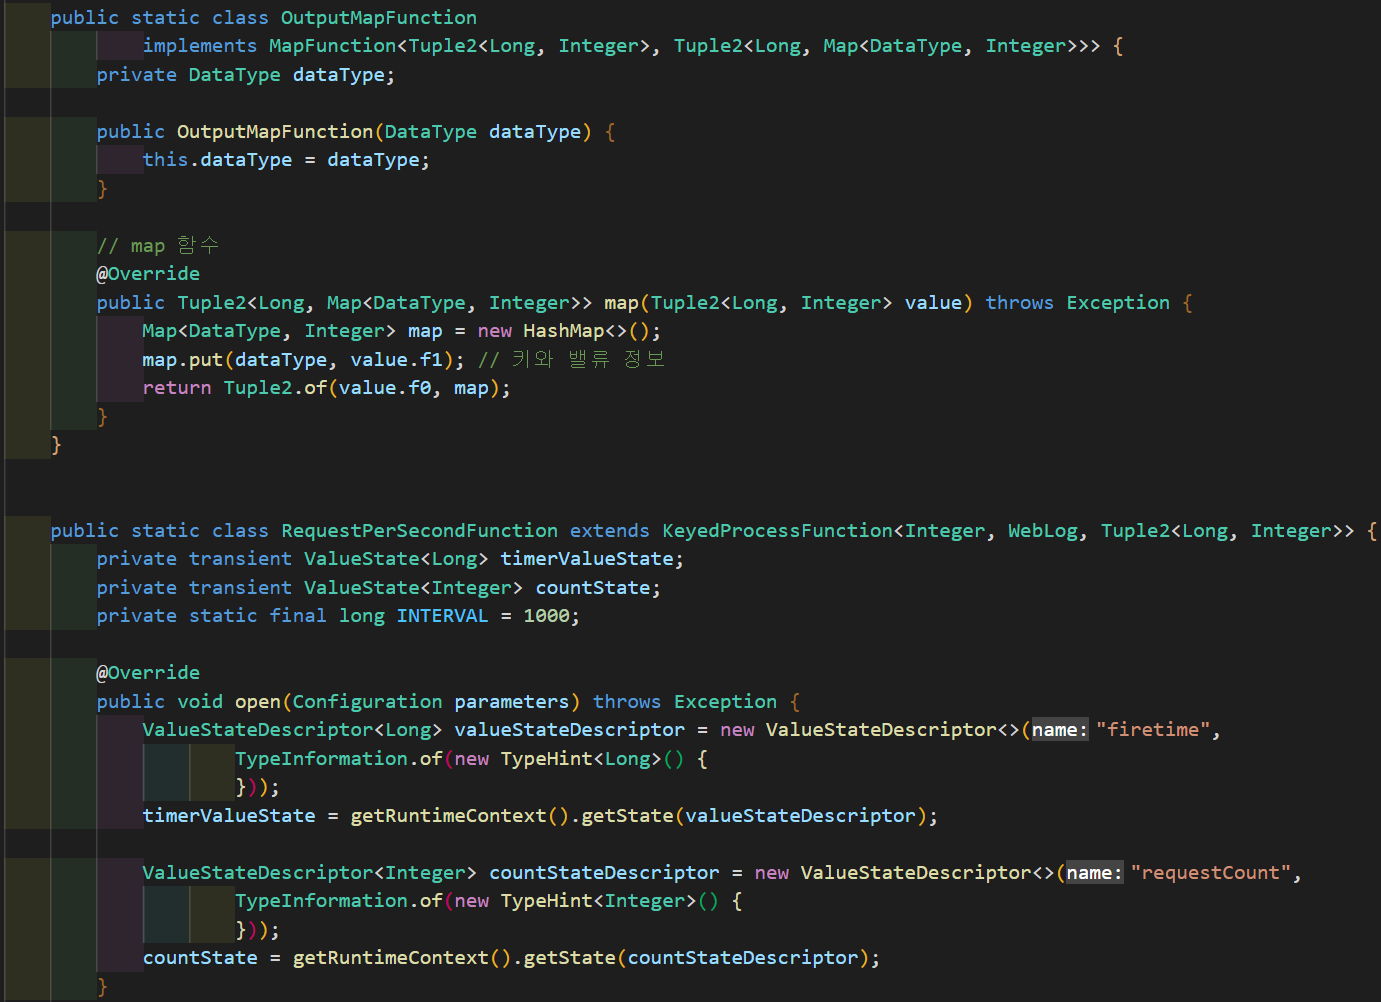 public static class OutputMapFunction
implements MapFunction<Tuple2<Long, Integer>, Tuple2<Long, Map<DataType, Integer>>> {
private DataType dataType;
public OutputMapFunction(DataType dataType) {
this.dataType = dataType;
}
// map 함수
@Override
public Tuple2<Long, Map<DataType, Integer>> map(Tuple2<Long, Integer> value) throws Exception {
Map<DataType, Integer> map = new HashMap<>();
map.put(dataType, value.f1); // 키와 밸류 정보
return Tuple2.of(value.f0, map);
}
}
public static class RequestPerSecondFunction extends KeyedProcessFunction<Integer, WebLog, Tuple2<Long, Integer>> {
private transient ValueState<Long> timerValueState;
private transient ValueState<Integer> countState;
private static final long INTERVAL = 1000;
@Override
public void open(Configuration parameters) throws Exception {
ValueStateDescriptor<Long> valueStateDescriptor = new ValueStateDescriptor<>(name: "firetime",
TypeInformation.of(new TypeHint<Long>() {
}));
timerValueState = getRuntimeContext().getState(valueStateDescriptor);
ValueStateDescriptor<Integer> countStateDescriptor = new ValueStateDescriptor<>(name: "requestCount",
TypeInformation.of(new TypeHint<Integer>() {
}));
countState = getRuntimeContext().getState(countStateDescriptor);
}